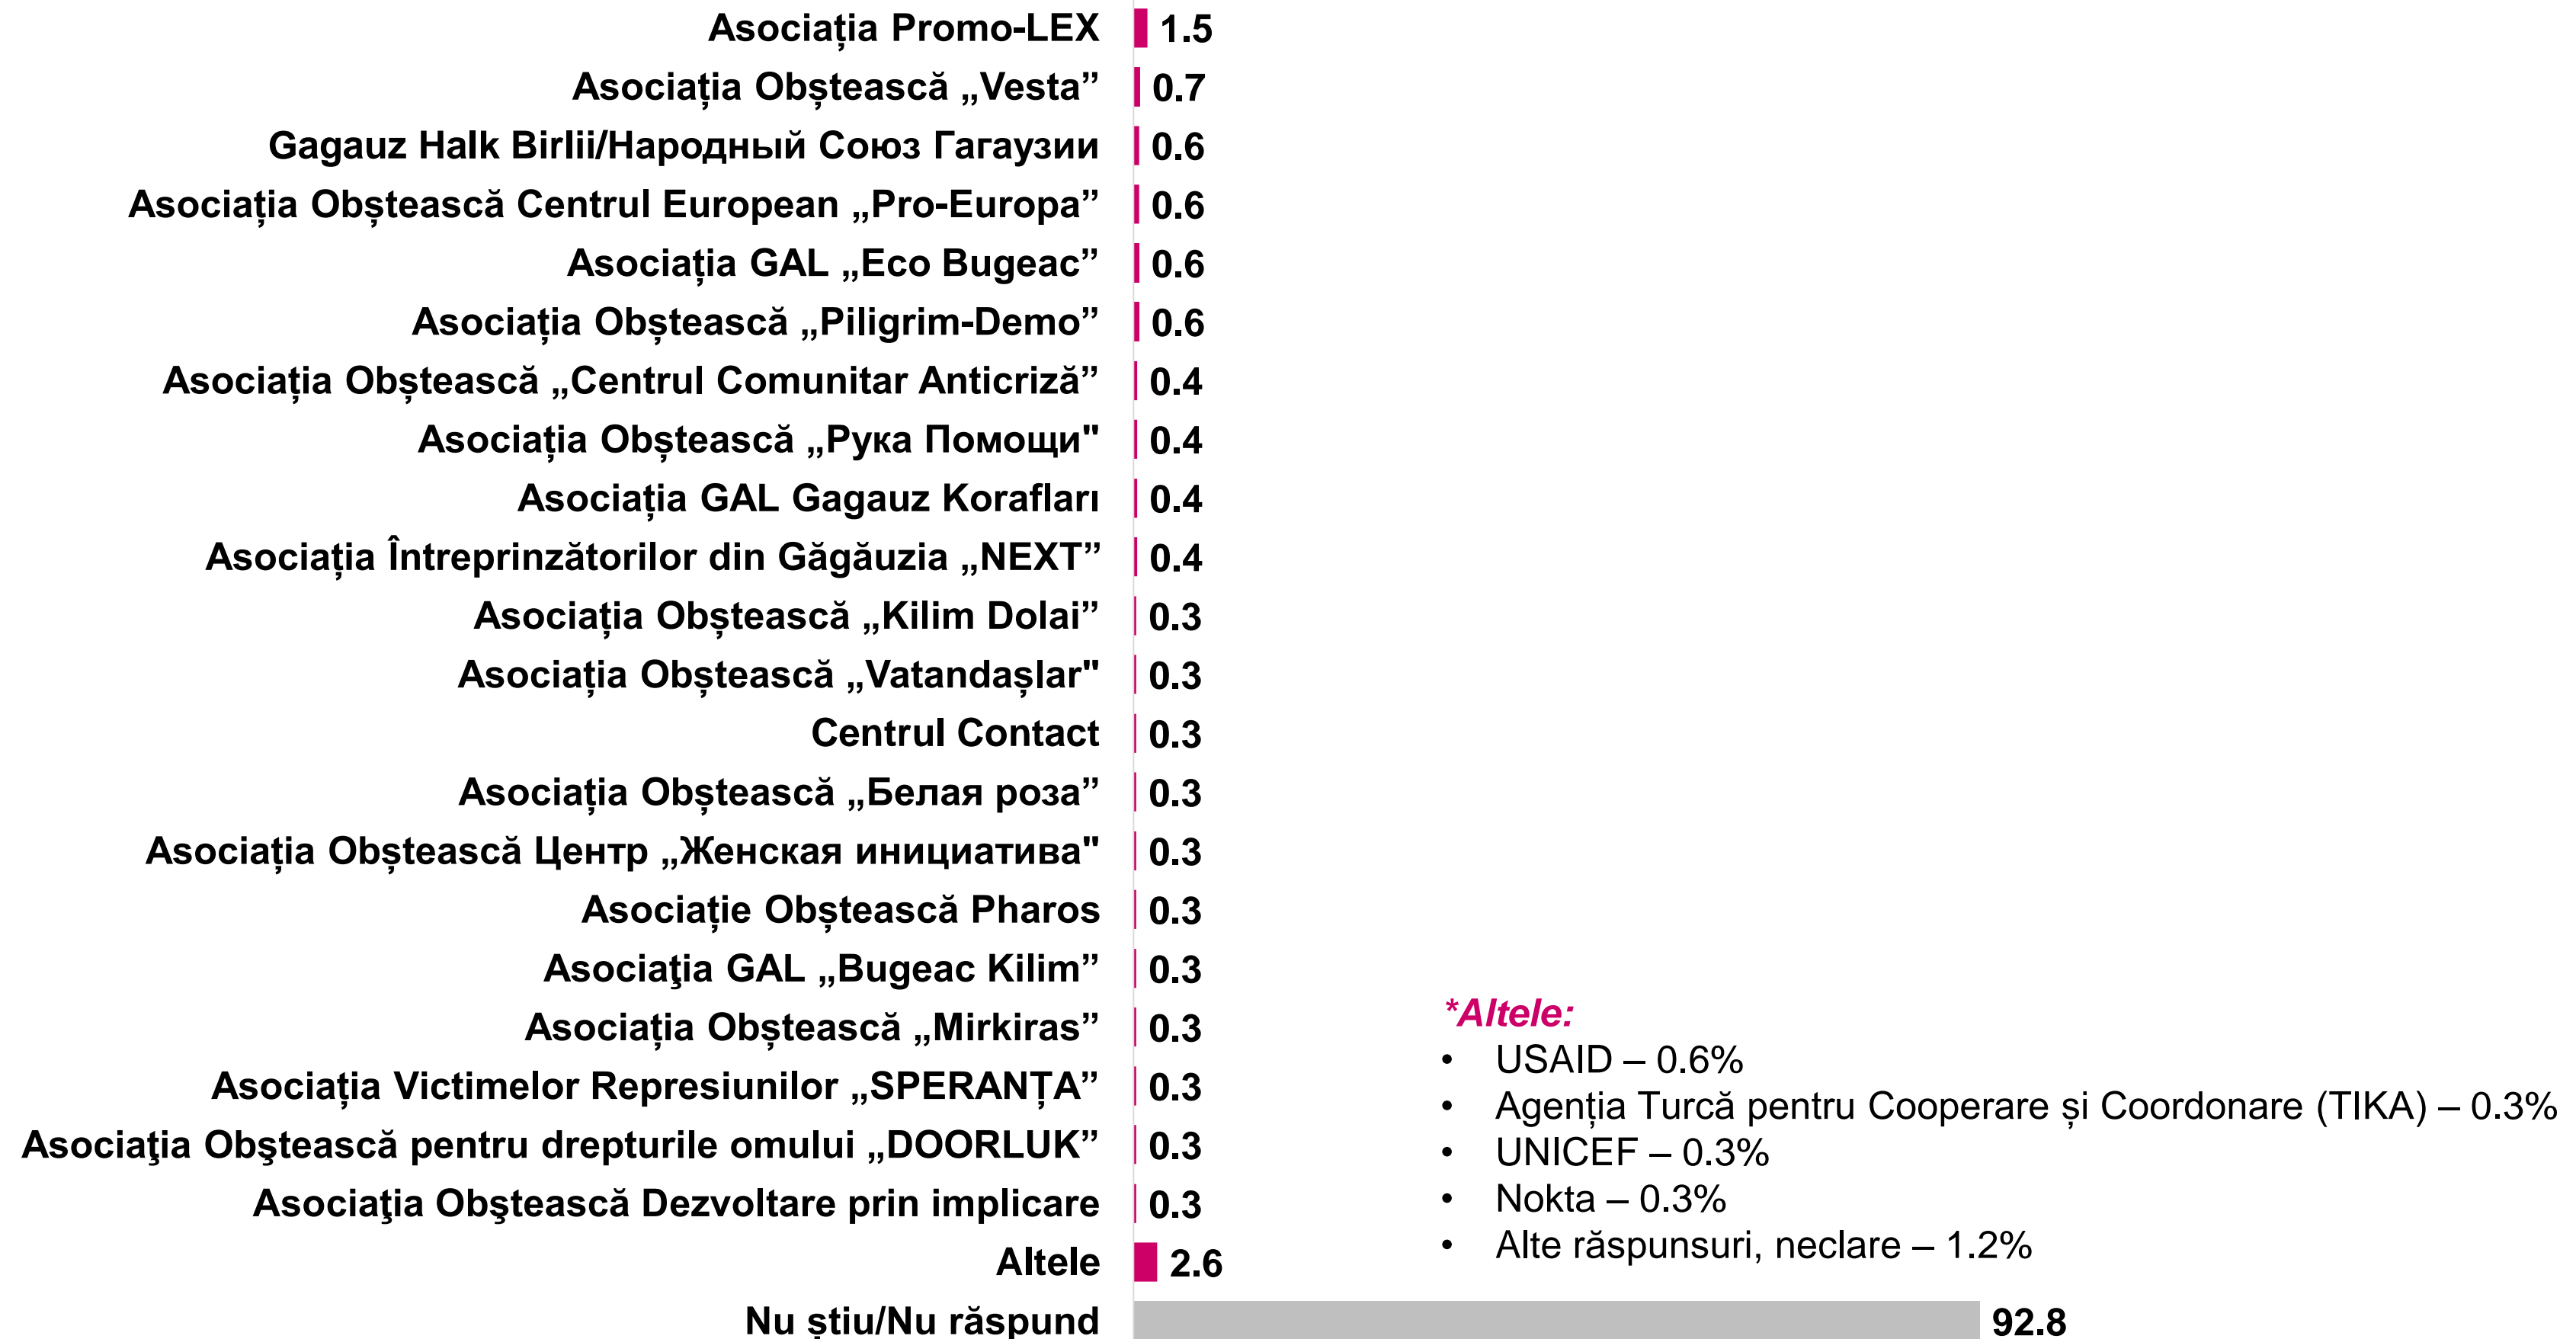 Asociația Promo-LEX 1.5
Asociația Obștească „Vesta” 0.7
Gagauz Halk Birlii/Народный Союз Гагаузии 0.6
Asociația Obștească Centrul European „Pro-Europa” 0.6
Asociația GAL „Eco Bugeac” 0.6
Asociația Obștească „Piligrim-Demo” 0.6
Asociația Obștească „Centrul Comunitar Anticriză” 0.4
Asociația Obștească „Рука Помощи" 0.4
Asociația GAL Gagauz Korafları 0.4
Asociația Întreprinzătorilor din Găgăuzia „NEXT” 0.4
Asociația Obștească „Kilim Dolai” 0.3
Asociația Obștească „Vatandașlar" 0.3
Centrul Contact 0.3
Asociația Obștească „Белая роза” 0.3
Asociația Obștească Центр „Женская инициатива" 0.3
Asociație Obștească Pharos 0.3
Asociaţia GAL „Bugeac Kilim” 0.3
Asociația Obștească „Mirkiras” 0.3
Asociația Victimelor Represiunilor „SPERANȚA” 0.3
Asociaţia Obştească pentru drepturile omului „DOORLUK” 0.3
Asociaţia Obştească Dezvoltare prin implicare 0.3
Altele 2.6
Nu știu/Nu răspund 92.8
*Altele:
• USAID – 0.6%
• Agenția Turcă pentru Cooperare și Coordonare (TIKA) – 0.3%
• UNICEF – 0.3%
• Nokta – 0.3%
• Alte răspunsuri, neclare – 1.2%